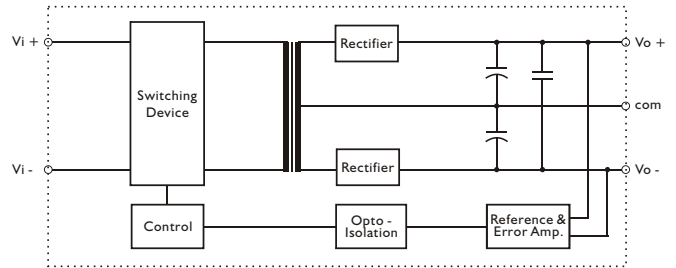 Vi +
Rectifier
Vo +
Switching
Device
com
Vi -
Rectifier
Vo -
Control
Opto -
Isolation
Reference &
Error Amp.